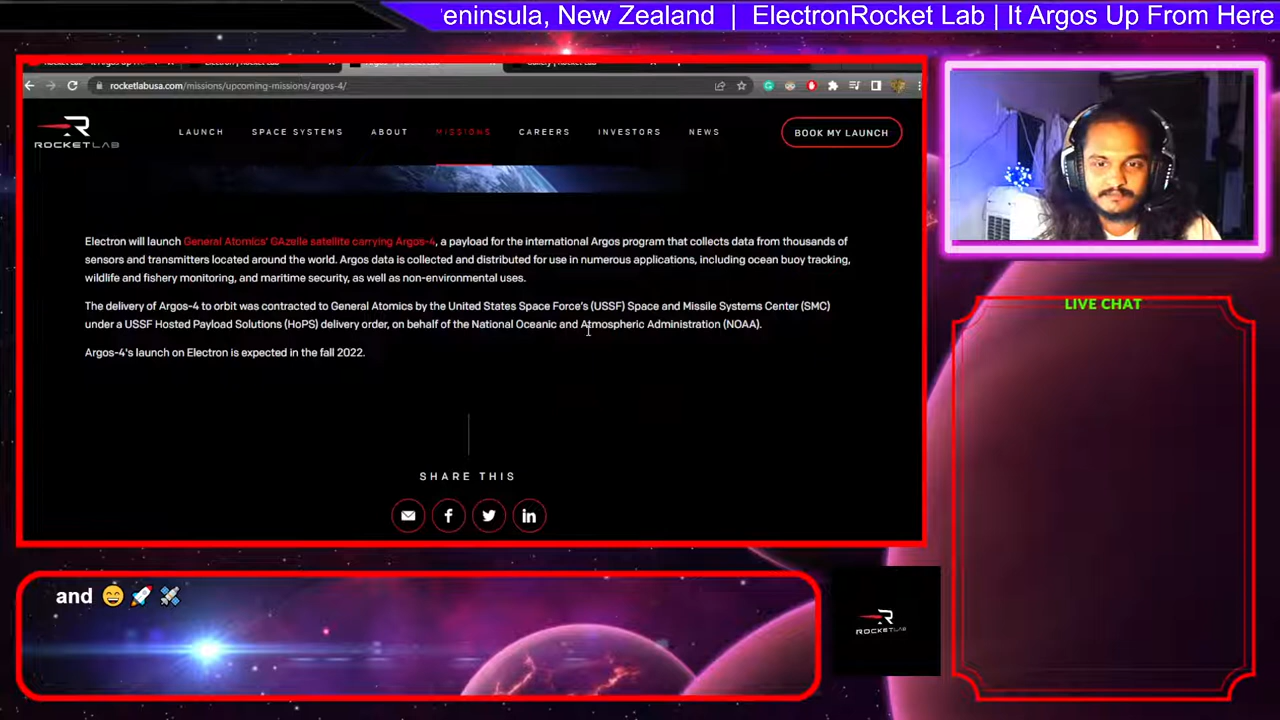 'eninsula, New Zealand | ElectronRocket Lab | It Argos Up From Here
rocketlabusa.com/missions/upcoming-missions/argos-4/
ROCKETLAB
LAUNCH SPACE SYSTEMS ABOUT MISSIONS CAREERS INVESTORS NEWS BOOK MY LAUNCH
Electron will launch General Atomics' GAzelle satellite carrying Argos-4, a payload for the international Argos program that collects data from thousands of
sensors and transmitters located around the world. Argos data is collected and distributed for use in numerous applications, including ocean buoy tracking,
wildlife and fishery monitoring, and maritime security, as well as non-environmental uses.
The delivery of Argos-4 to orbit was contracted to General Atomics by the United States Space Force's (USSF) Space and Missile Systems Center (SMC)
under a USSF Hosted Payload Solutions (HoPS) delivery order, on behalf of the National Oceanic and Atmospheric Administration (NOAA).
Argos-4's launch on Electron is expected in the fall 2022.
SHARE THIS
LIVE CHAT
and 😄 🚀 🛰️
ROCKETLAB